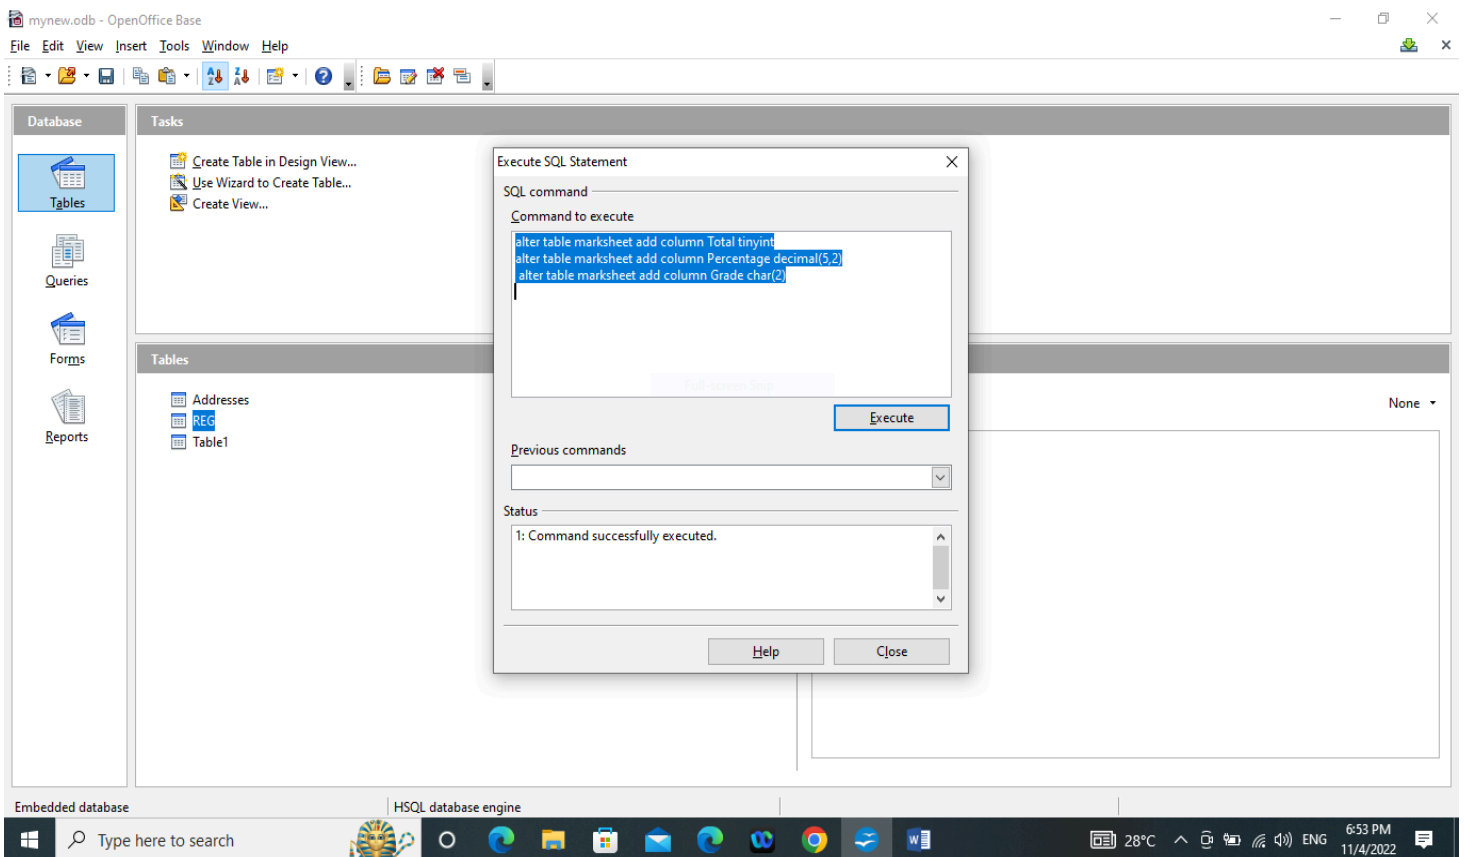 mynew.odb - OpenOffice Base
File Edit View Insert Tools Window Help
Database
Tasks
Tables
Queries
Forms
Reports
Create Table in Design View...
Use Wizard to Create Table...
Create View...
Tables
Addresses
REG
Table1
None
Execute SQL Statement
SQL command
Command to execute
alter table marksheet add column Total tinyint
alter table marksheet add column Percentage decimal(5,2)
alter table marksheet add column Grade char(2)
Full-screen Snip
Execute
Previous commands
Status
1: Command successfully executed.
Help
Close
Embedded database
HSQL database engine
Type here to search
28°C
ENG
6:53 PM
11/4/2022